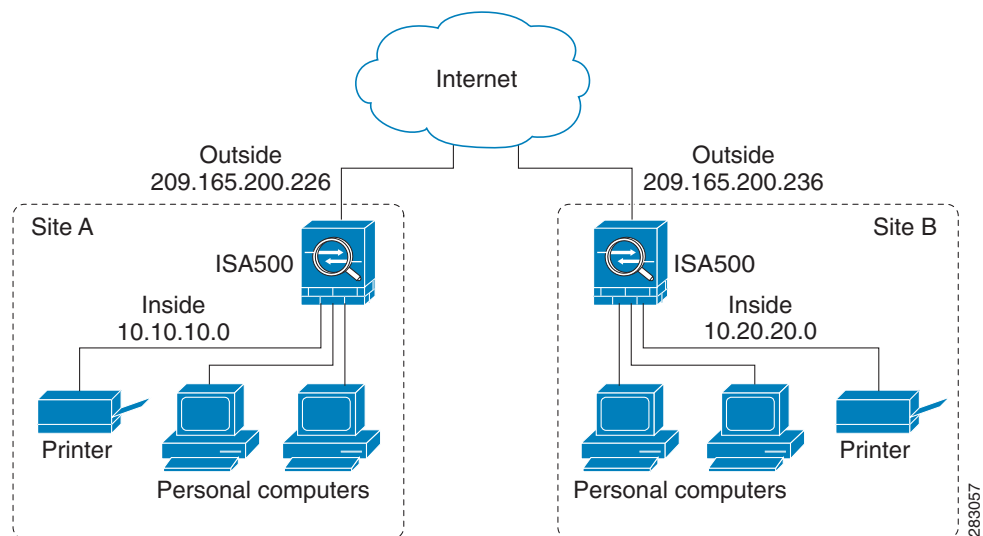 Internet
Outside
209.165.200.226
Outside
209.165.200.236
Site A
ISA500
Inside
10.10.10.0
Printer
Personal computers
Site B
ISA500
Inside
10.20.20.0
Personal computers
Printer
283057